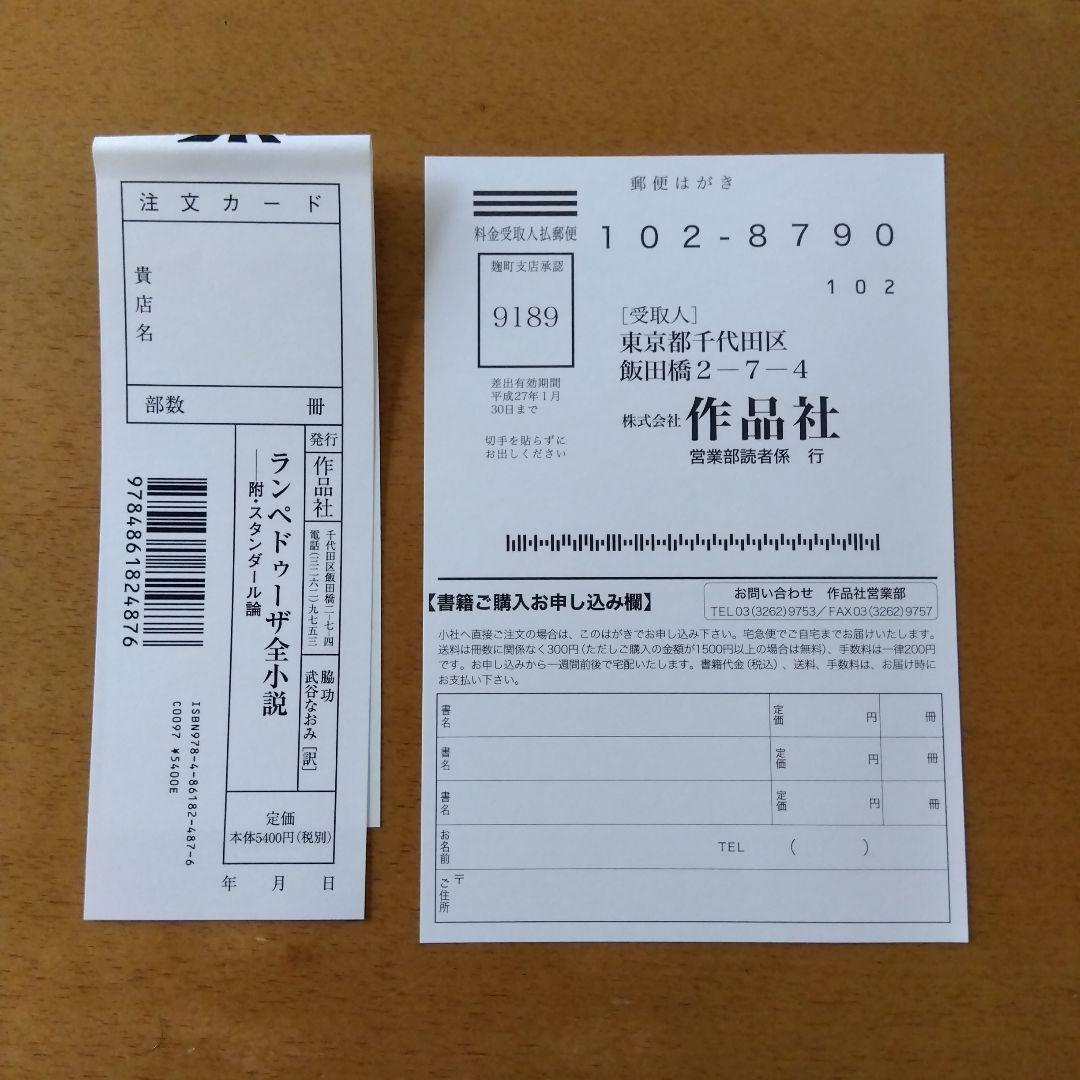 注文カード
貴店名
部数 冊
発行
作品社
千代田区飯田橋二―七―四
電話(三二六二)九七五三
ランペドゥーザ全小説
――附・スタンダール論
脇功
武谷なおみ[訳]
定価
本体5400円(税別)
年 月 日
9784861824876
ISBN978-4-86182-487-6
C0097 ¥5400E
郵便はがき
料金受取人払郵便
102-8790
麹町支店承認
9189
102
[受取人]
東京都千代田区
飯田橋2―7―4
株式会社 作品社
営業部読者係 行
差出有効期間
平成27年1月
30日まで
切手を貼らずに
お出しください
【書籍ご購入お申し込み欄】
お問い合わせ 作品社営業部
TEL03(3262)9753/FAX03(3262)9757
小社へ直接ご注文の場合は、このはがきでお申し込み下さい。宅急便でご自宅までお届けいたします。
送料は冊数に関係なく300円(ただしご購入の金額が1500円以上の場合は無料)、手数料は一律200円
です。お申し込みから一週間前後で宅配いたします。書籍代金(税込)、送料、手数料は、お届け時に
お支払い下さい。
書名 定価 円 冊
書名 定価 円 冊
書名 定価 円 冊
お名前 TEL ( )
ご住所 〒